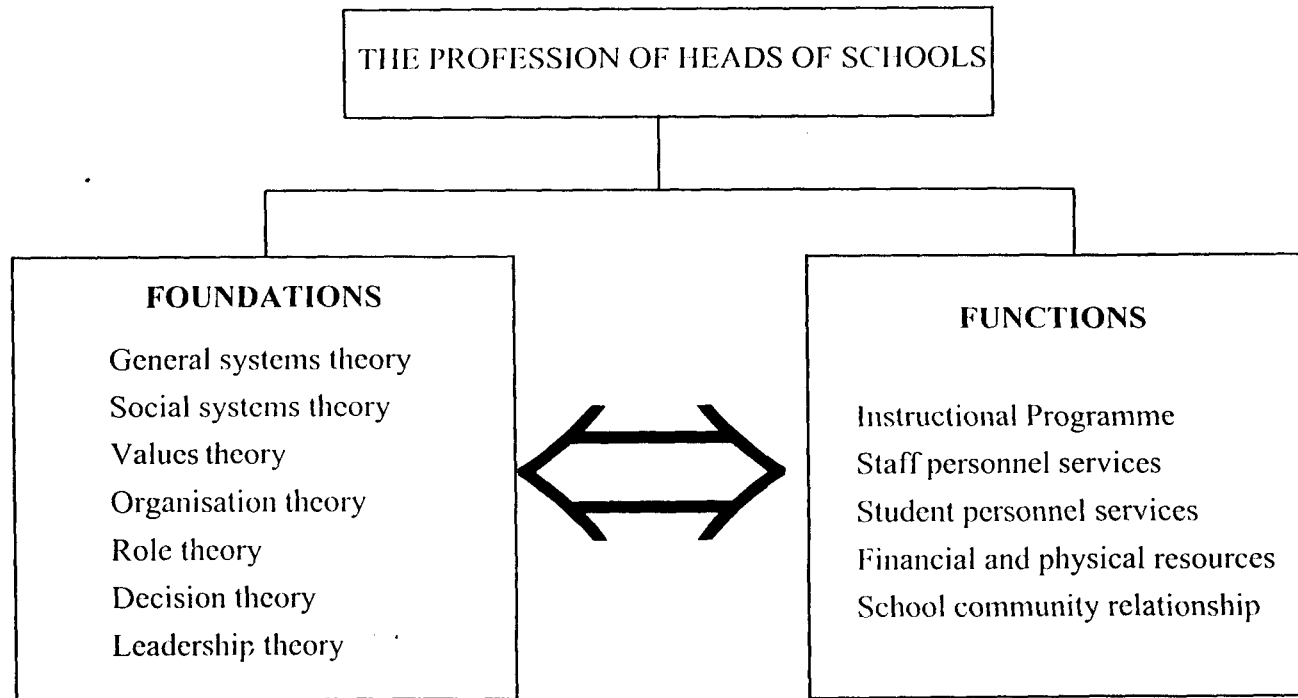 THE PROFESSION OF HEADS OF SCHOOLS
FOUNDATIONS
General systems theory
Social systems theory
Values theory
Organisation theory
Role theory
Decision theory
Leadership theory
FUNCTIONS
Instructional Programme
Staff personnel services
Student personnel services
Financial and physical resources
School community relationship